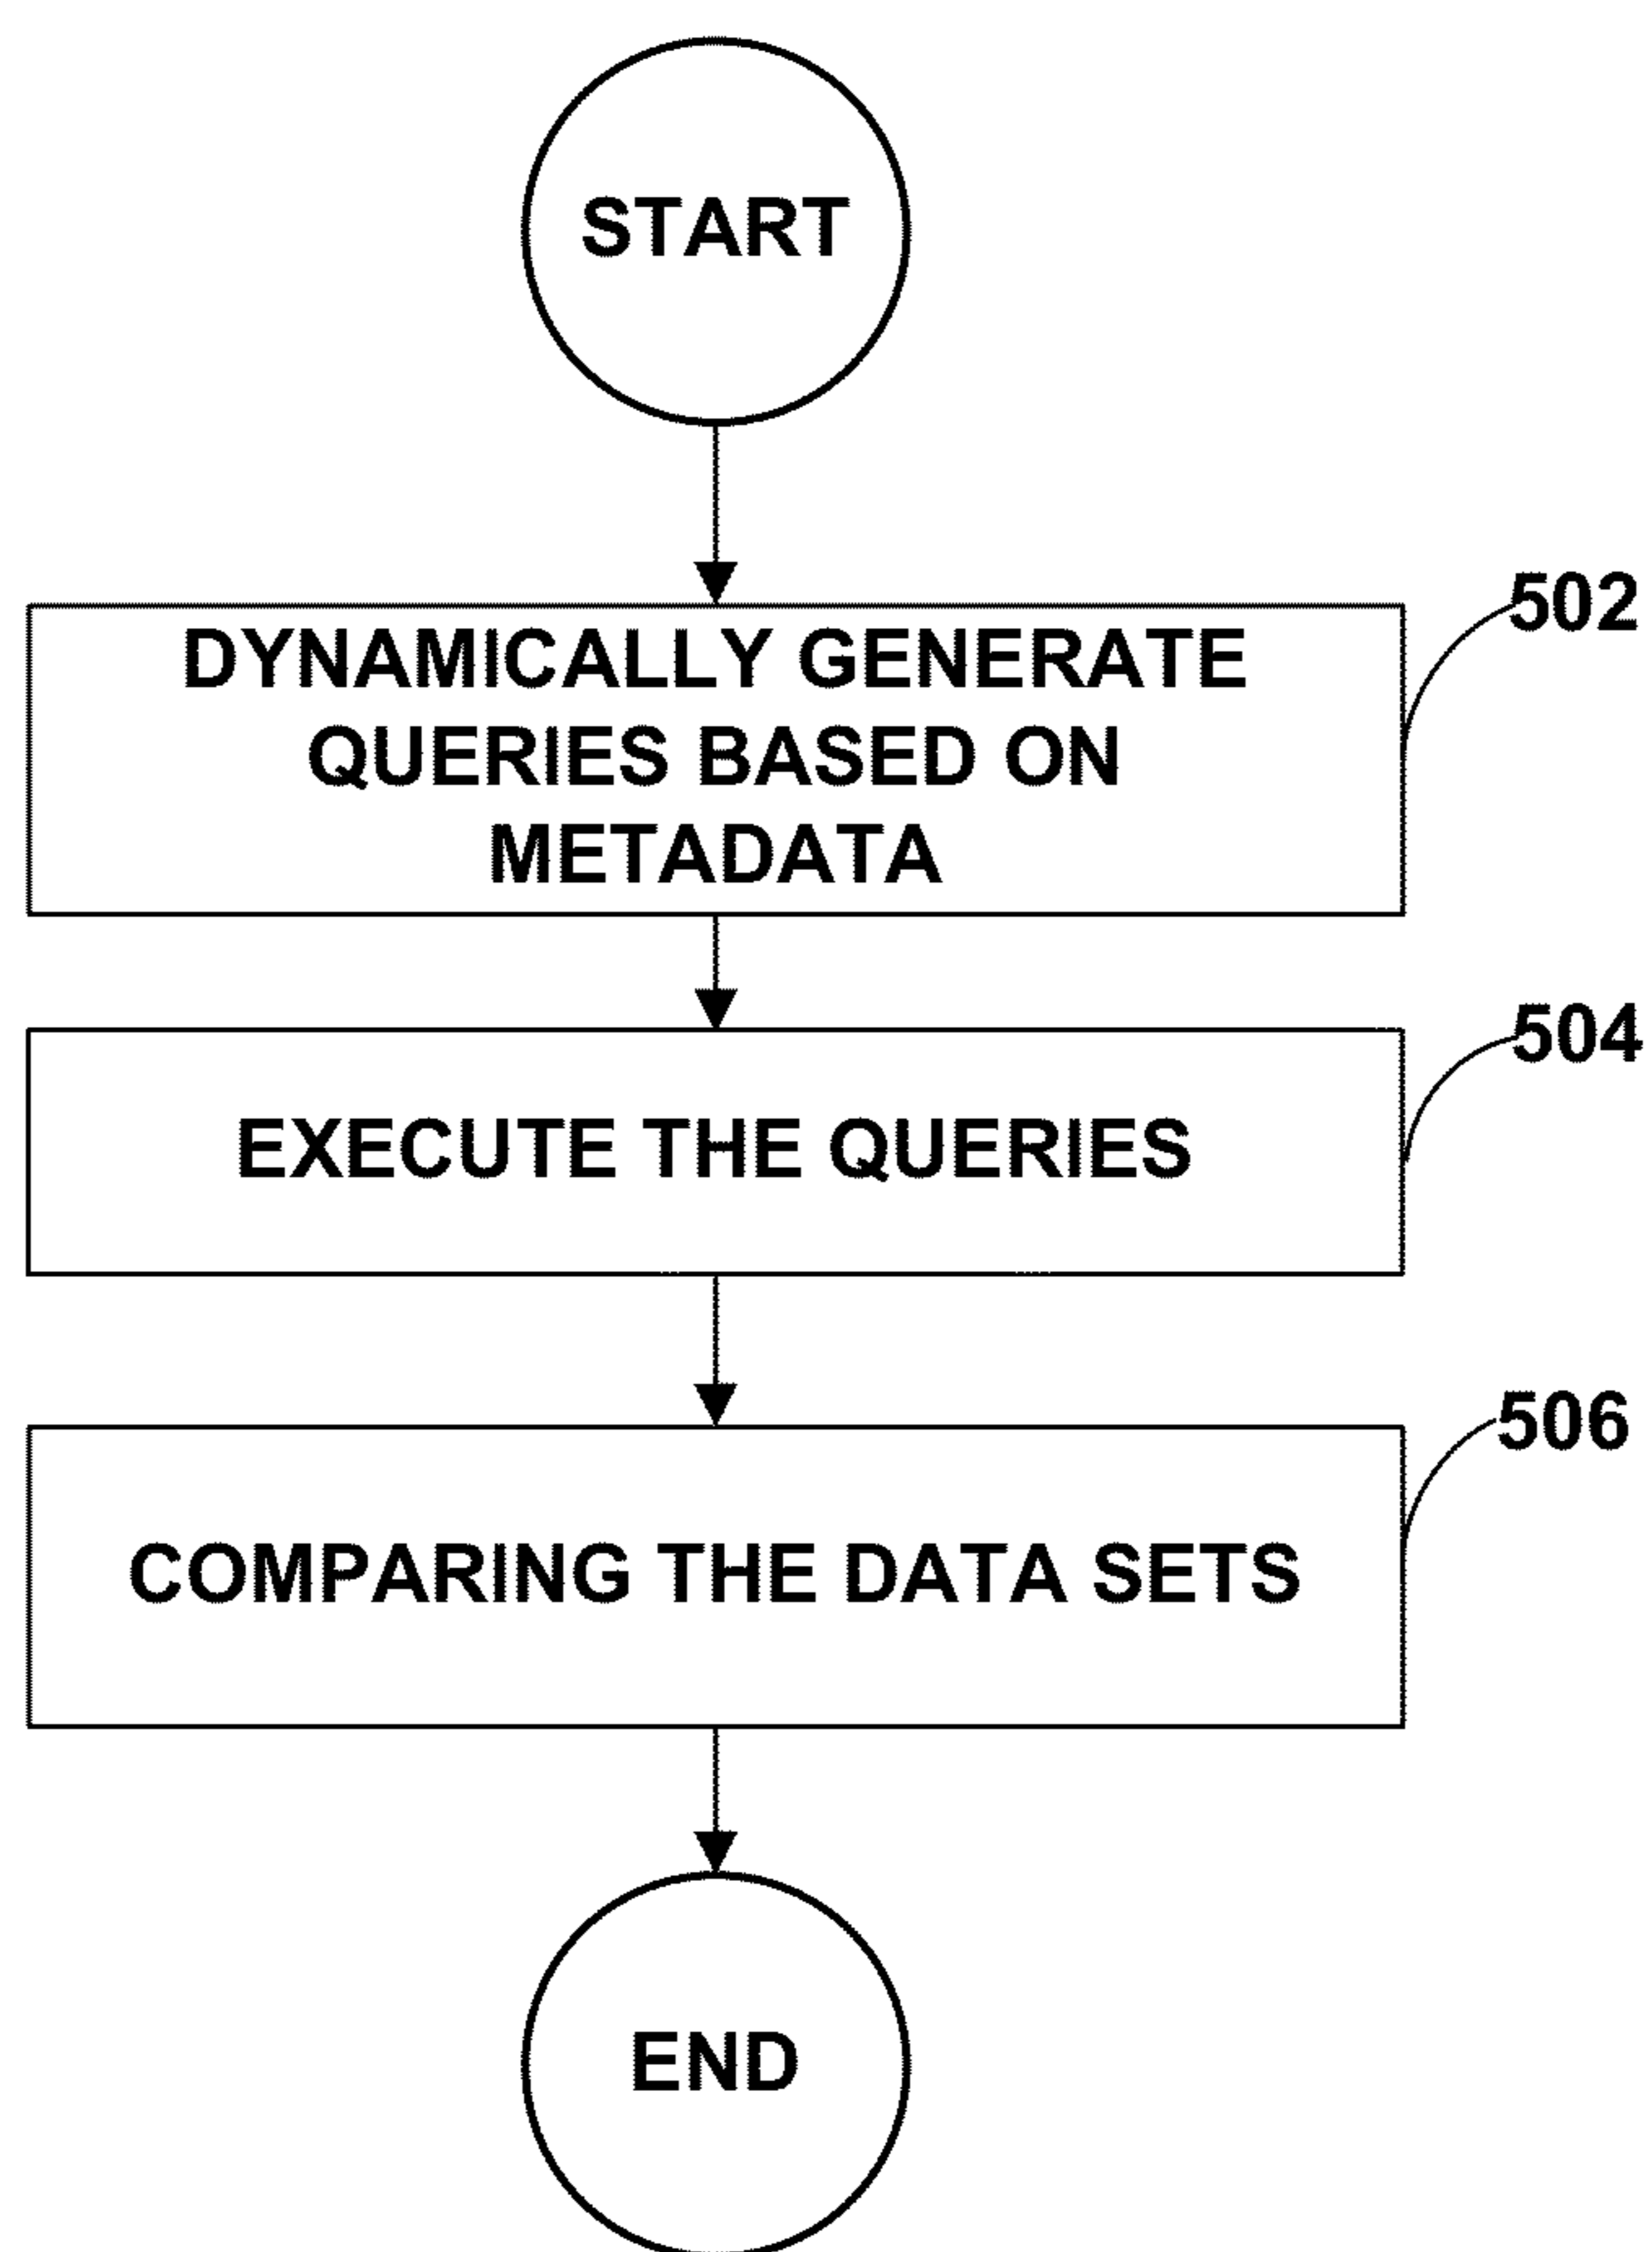 START
502
DYNAMICALLY GENERATE
QUERIES BASED ON
METADATA
504
EXECUTE THE QUERIES
506
COMPARING THE DATA SETS
END